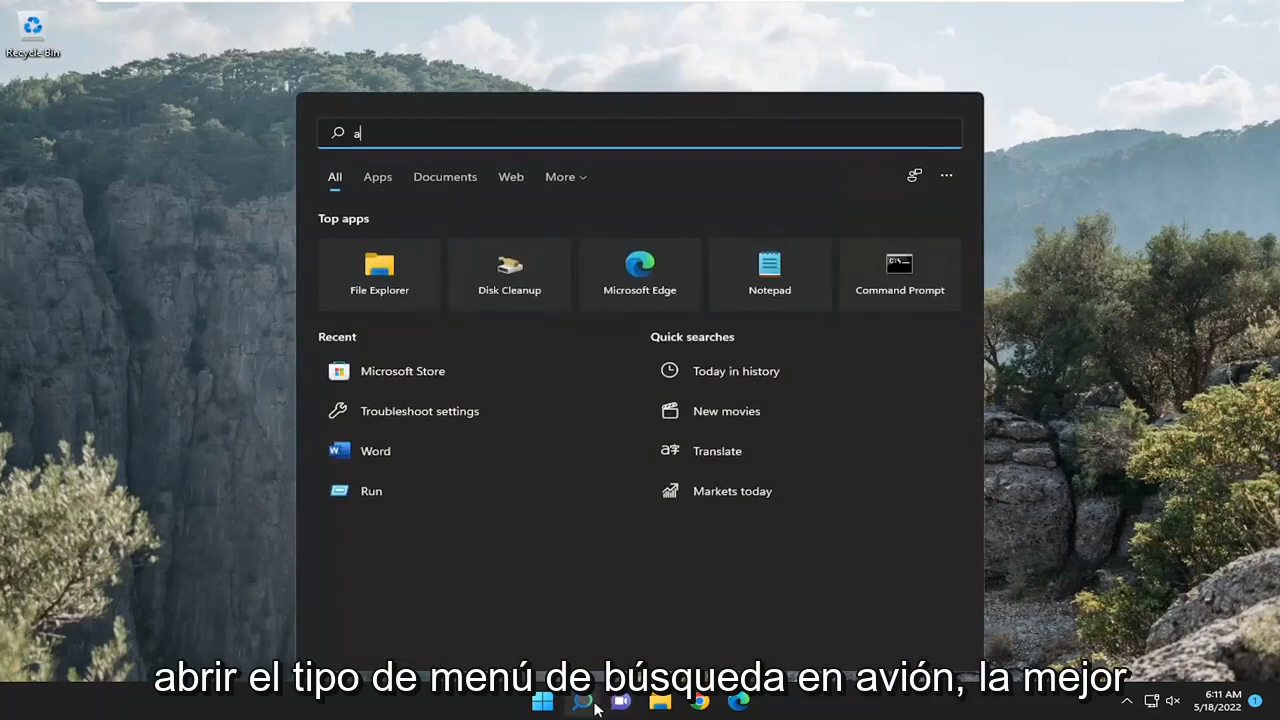 Recycle Bin
a
All Apps Documents Web More
Top apps
File Explorer Disk Cleanup Microsoft Edge Notepad Command Prompt
Recent Quick searches
Microsoft Store Today in history
Troubleshoot settings New movies
Word Translate
Run Markets today
abrir el tipo de menú de búsqueda en avión, la mejor
6:11 AM
5/18/2022
1